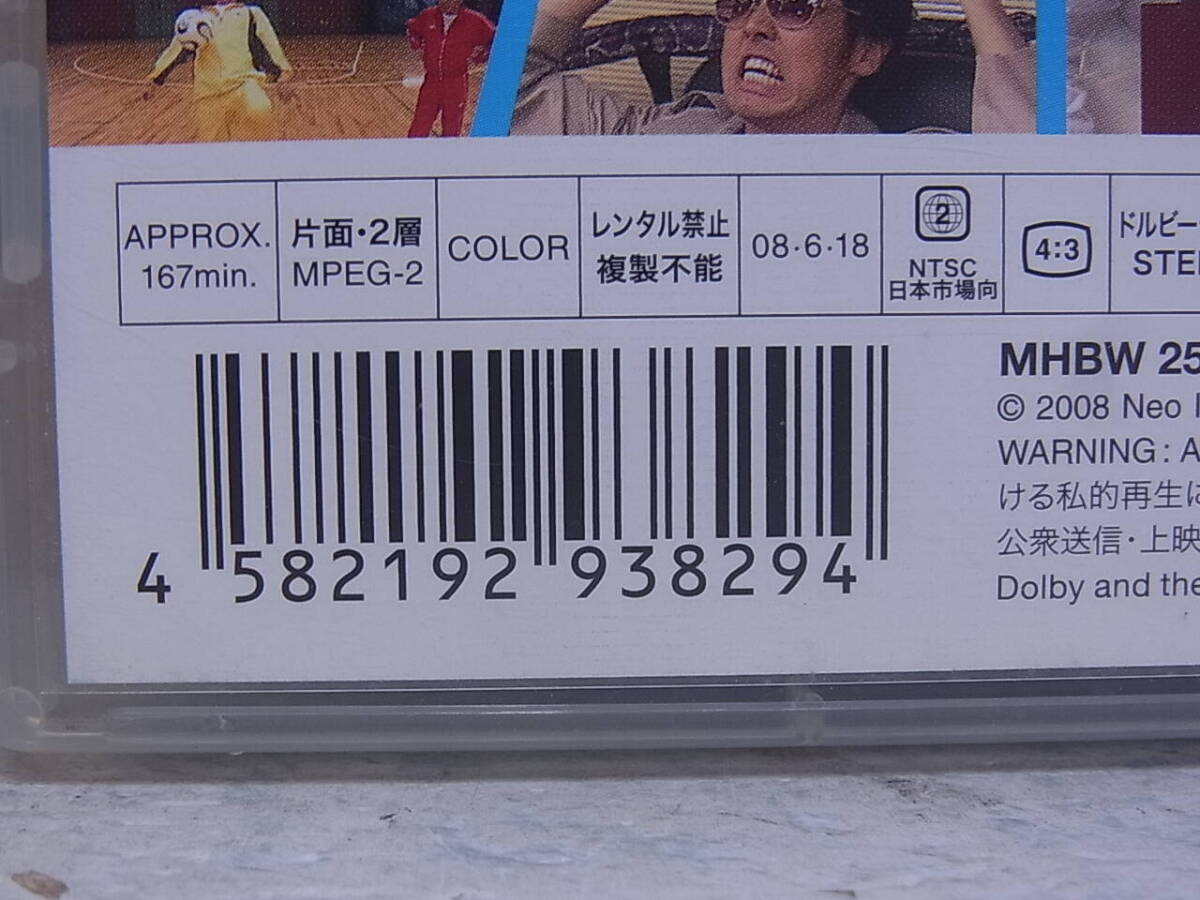 APPROX.
167min.
片面・2層
MPEG-2
COLOR
レンタル禁止
複製不能
08・6・18
2
NTSC
日本市場向
4:3
ドルビー
4 582192 938294
MHBW 25
© 2008 Neo
WARNING: A
ける私的再生に
公衆送信・上映
Dolby and the